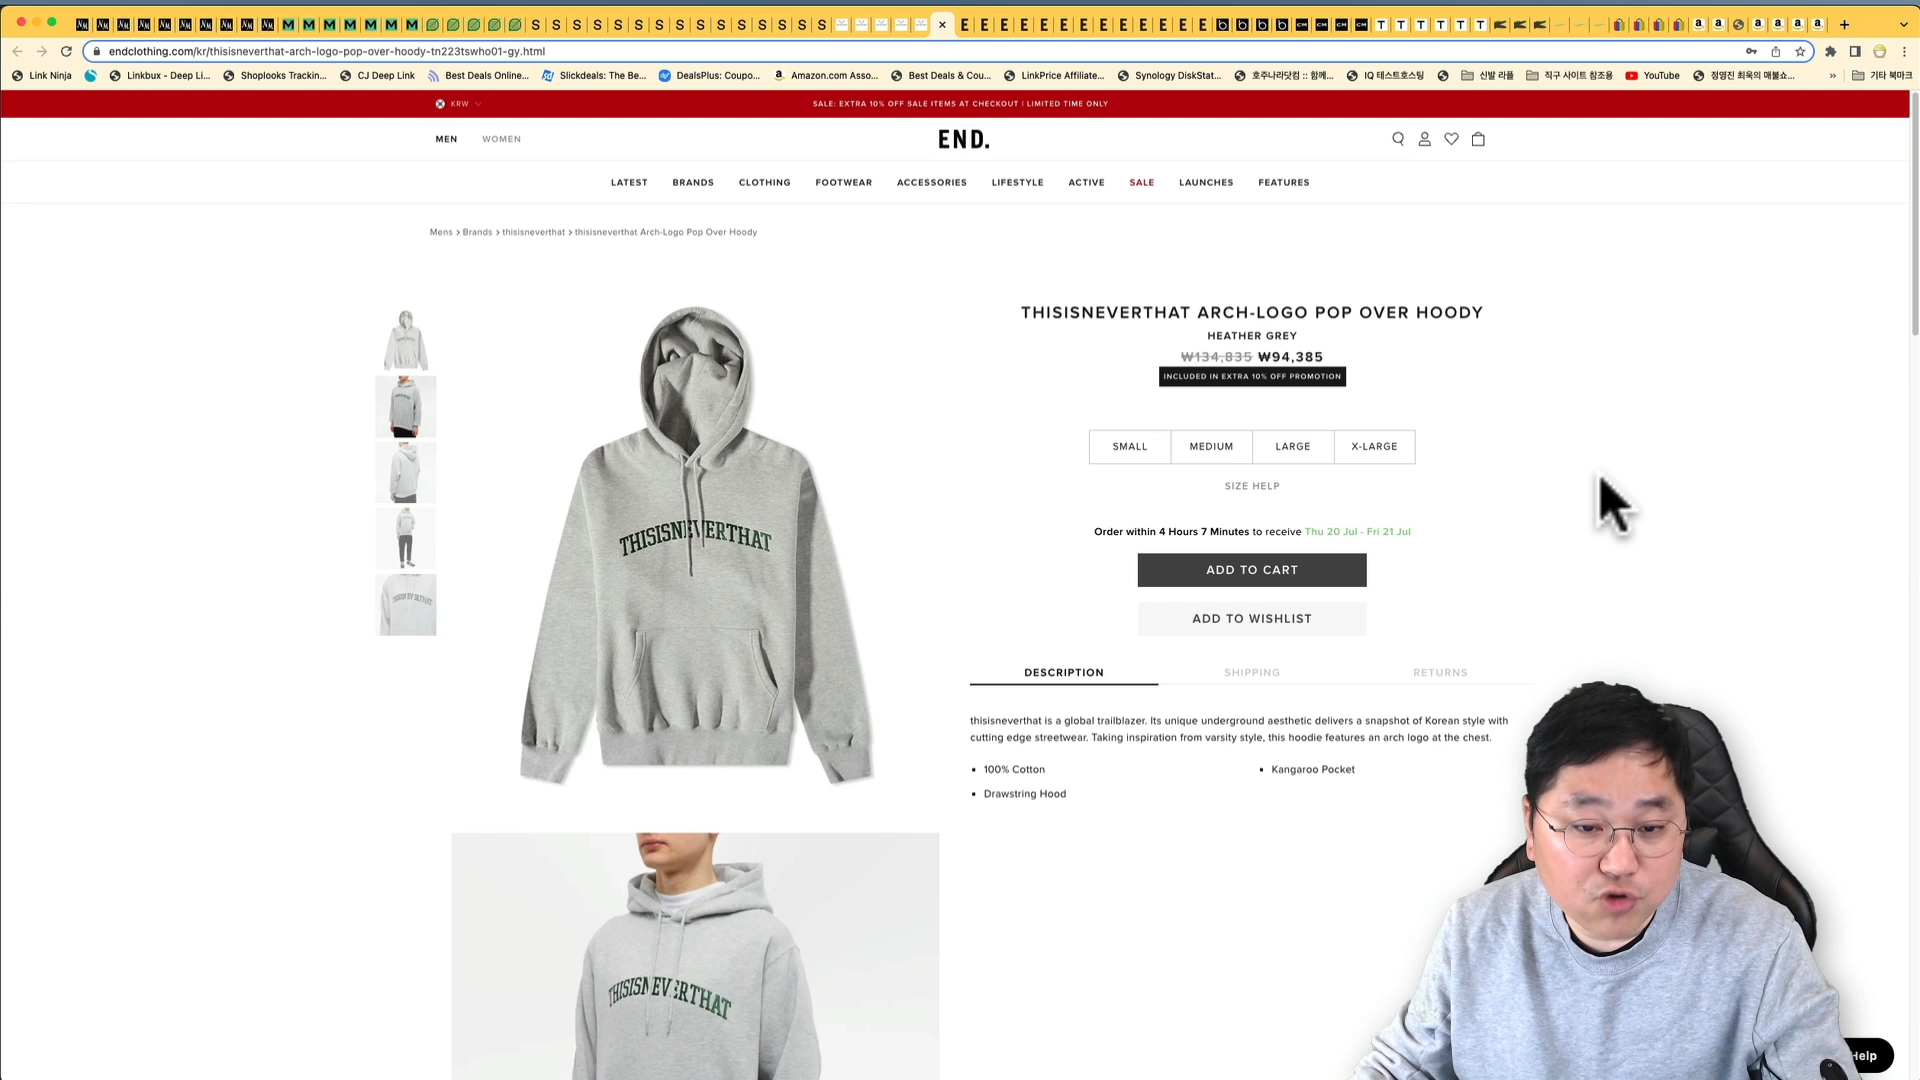 endclothing.com/kr/thisisneverthat-arch-logo-pop-over-hoody-tn223tswho01-gy.html
Link Ninja
Linkbux - Deep Li...
Shoplooks Trackin...
CJ Deep Link
Best Deals Online...
Slickdeals: The Be...
DealsPlus: Coupo...
Amazon.com Asso...
Best Deals & Cou...
LinkPrice Affiliate...
Synology DiskStat...
호주나라닷컴 :: 함께...
IQ 테스트호스팅
신발 라플
직구 사이트 참조용
YouTube
정영진 최욱의 매불쇼...
»
기타 북마크
KRW
SALE: EXTRA 10% OFF SALE ITEMS AT CHECKOUT | LIMITED TIME ONLY
MEN
WOMEN
END.
LATEST
BRANDS
CLOTHING
FOOTWEAR
ACCESSORIES
LIFESTYLE
ACTIVE
SALE
LAUNCHES
FEATURES
Mens > Brands > thisisneverthat > thisisneverthat Arch-Logo Pop Over Hoody
THISISNEVERTHAT ARCH-LOGO POP OVER HOODY
HEATHER GREY
₩134,835 ₩94,385
INCLUDED IN EXTRA 10% OFF PROMOTION
SMALL
MEDIUM
LARGE
X-LARGE
SIZE HELP
Order within 4 Hours 7 Minutes to receive Thu 20 Jul - Fri 21 Jul
ADD TO CART
ADD TO WISHLIST
DESCRIPTION
SHIPPING
RETURNS
thisisneverthat is a global trailblazer. Its unique underground aesthetic delivers a snapshot of Korean style with
cutting edge streetwear. Taking inspiration from varsity style, this hoodie features an arch logo at the chest.
100% Cotton
Kangaroo Pocket
Drawstring Hood
THISISNEVERTHAT
THISISNEVERTHAT
Help